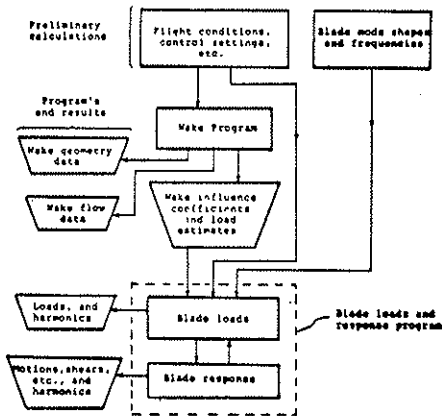 Preliminary
calculations
Flight conditions,
control settings,
etc.
Blade mode shapes
and frequencies
Program's
end results
Wake Program
Wake geometry
data
Wake flow
data
Wake influence
coefficients
and load
estimates
Loads, and
harmonics
Blade loads
Blade loads and
response program
Motions, shears,
etc., and
harmonics
Blade response